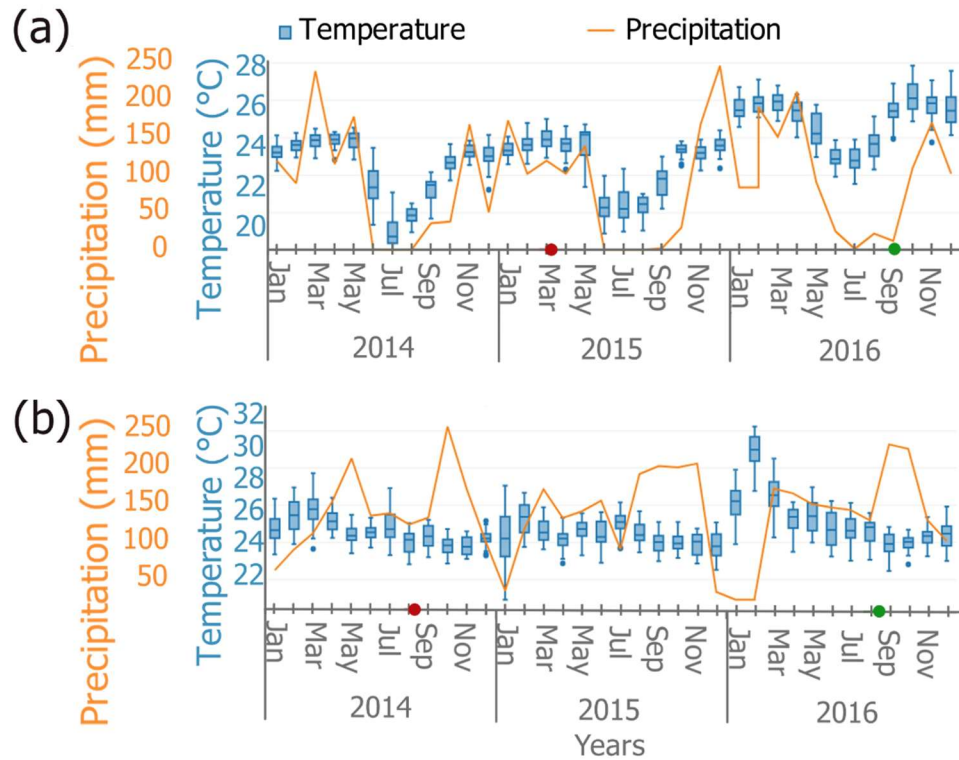 (a)
Temperature
Precipitation
Precipitation (mm)
250
200
150
100
50
0
Temperature (°C)
28
26
24
22
20
Jan
Mar
May
Jul
Sep
Nov
Jan
Mar
May
Jul
Sep
Nov
Jan
Mar
May
Jul
Sep
Nov
2014
2015
2016
(b)
Precipitation (mm)
250
200
150
100
50
Temperature (°C)
32
30
28
26
24
22
Jan
Mar
May
Jul
Sep
Nov
Jan
Mar
May
Jul
Sep
Nov
Jan
Mar
May
Jul
Sep
Nov
2014
2015
2016
Years